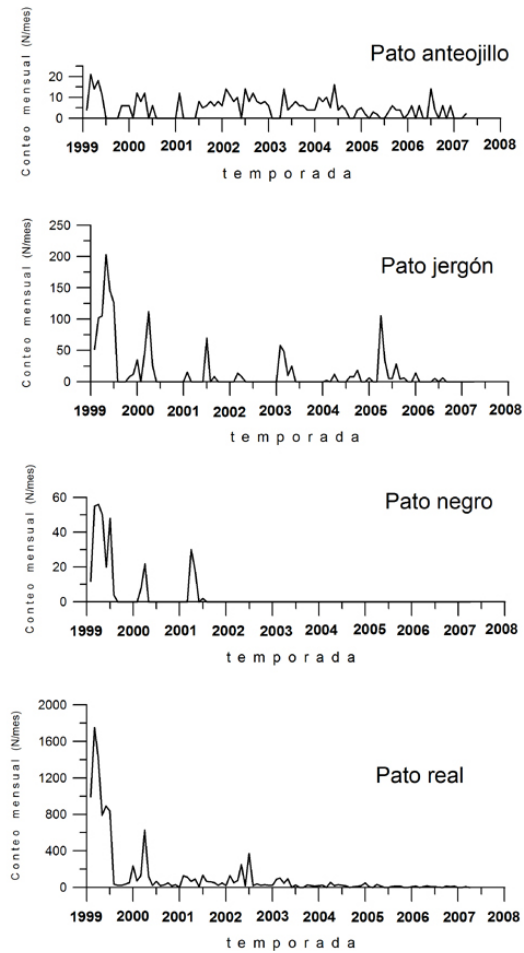 Pato anteojillo
Conteo mensual (N/mes)
20
10
0
1999 2000 2001 2002 2003 2004 2005 2006 2007 2008
temporada
Pato jergón
Conteo mensual (N/mes)
250
200
150
100
50
0
1999 2000 2001 2002 2003 2004 2005 2006 2007 2008
temporada
Pato negro
Conteo mensual (N/mes)
60
40
20
0
1999 2000 2001 2002 2003 2004 2005 2006 2007 2008
temporada
Pato real
Conteo mensual (N/mes)
2000
1600
1200
800
400
0
1999 2000 2001 2002 2003 2004 2005 2006 2007 2008
temporada